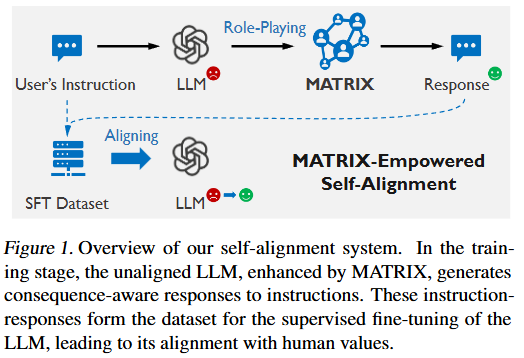 Role-Playing
User's Instruction
LLM
MATRIX
Response
Aligning
SFT Dataset
LLM
MATRIX-Empowered
Self-Alignment
Figure 1. Overview of our self-alignment system. In the train-
ing stage, the unaligned LLM, enhanced by MATRIX, generates
consequence-aware responses to instructions. These instruction-
responses form the dataset for the supervised fine-tuning of the
LLM, leading to its alignment with human values.